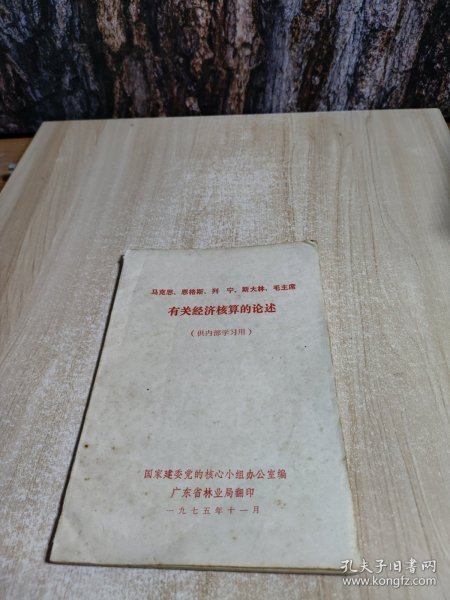 马克思、恩格斯、列　宁、斯大林、毛主席
有关经济核算的论述
（供内部学习用）
国家建委党的核心小组办公室编
广东省林业局翻印
一九七五年十一月
孔夫子旧书网
www.kongfz.com